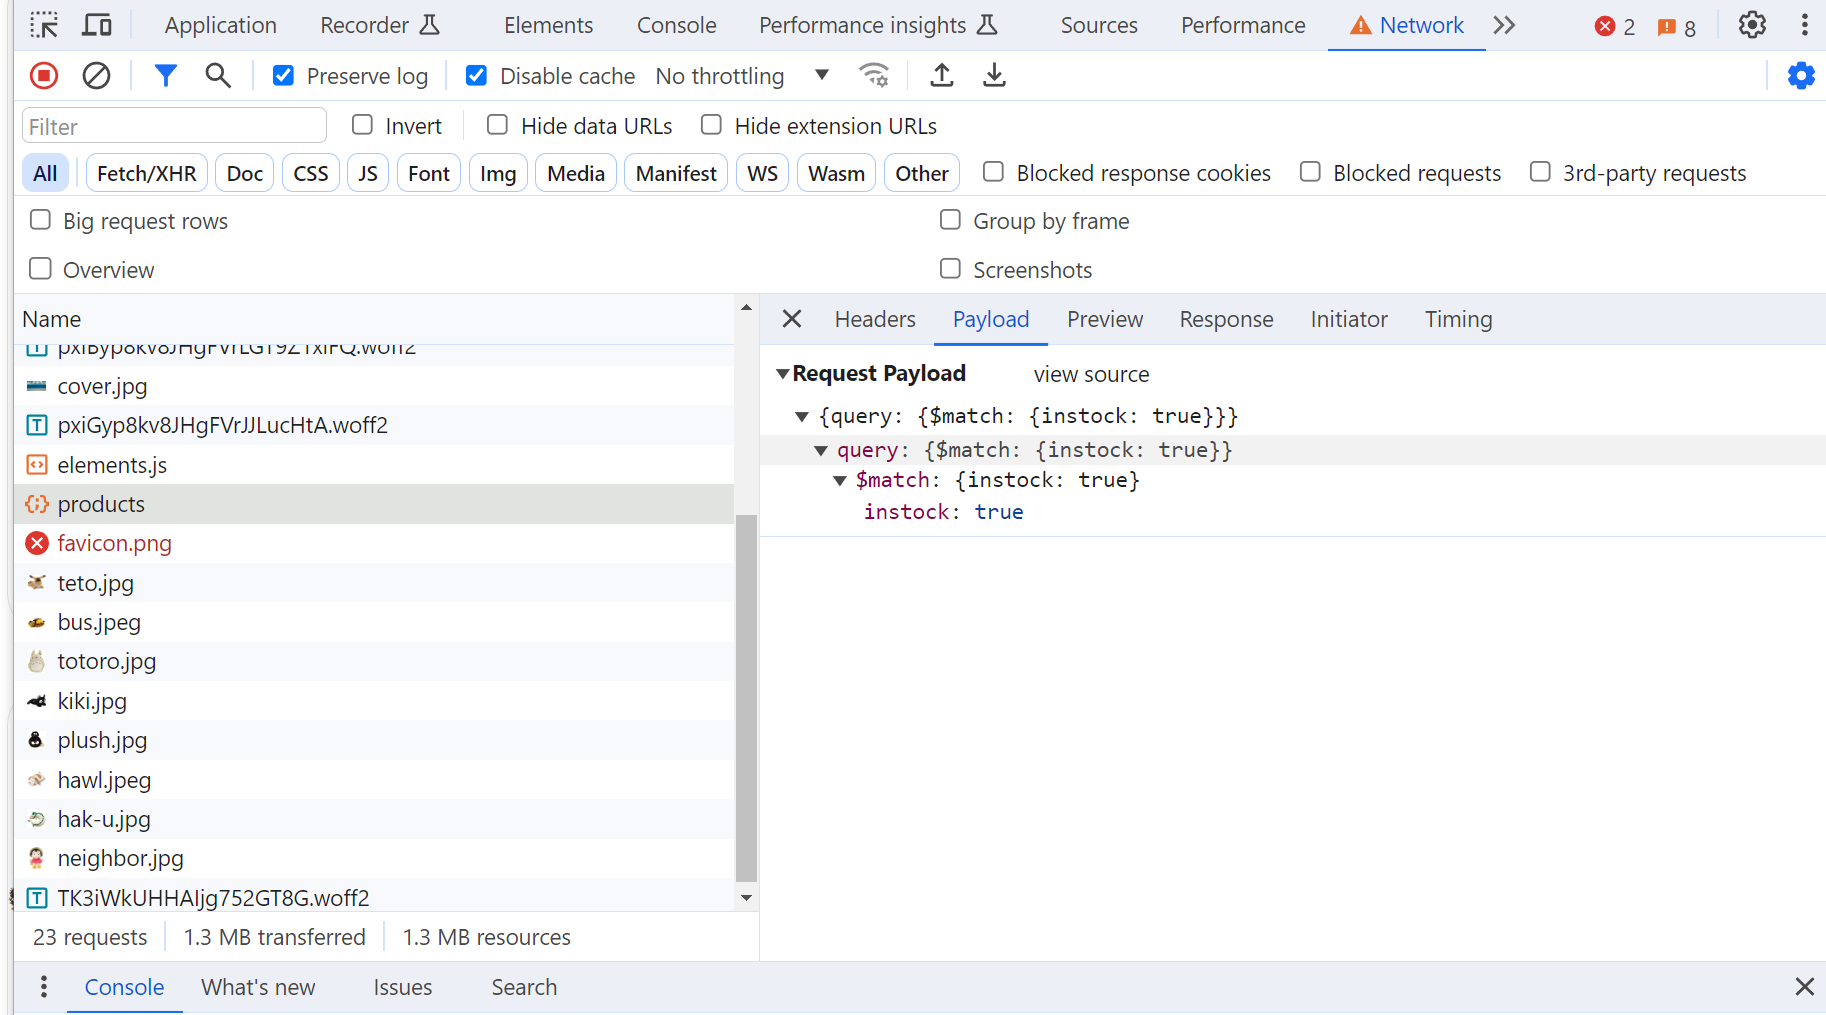 Application Recorder Elements Console Performance insights Sources Performance Network 2 8
Preserve log Disable cache No throttling
Filter Invert Hide data URLs Hide extension URLs
All Fetch/XHR Doc CSS JS Font Img Media Manifest WS Wasm Other Blocked response cookies Blocked requests 3rd-party requests
Big request rows Group by frame
Overview Screenshots
Name
Headers Payload Preview Response Initiator Timing
cover.jpg
pxiGyp8kv8JHgFVrJJLucHtA.woff2
elements.js
products
favicon.png
teto.jpg
bus.jpeg
totoro.jpg
kiki.jpg
plush.jpg
hawl.jpeg
hak-u.jpg
neighbor.jpg
TK3iWkUHHAIjg752GT8G.woff2
Request Payload view source
{query: {$match: {instock: true}}}
query: {$match: {instock: true}}
$match: {instock: true}
instock: true
23 requests 1.3 MB transferred 1.3 MB resources
Console What's new Issues Search